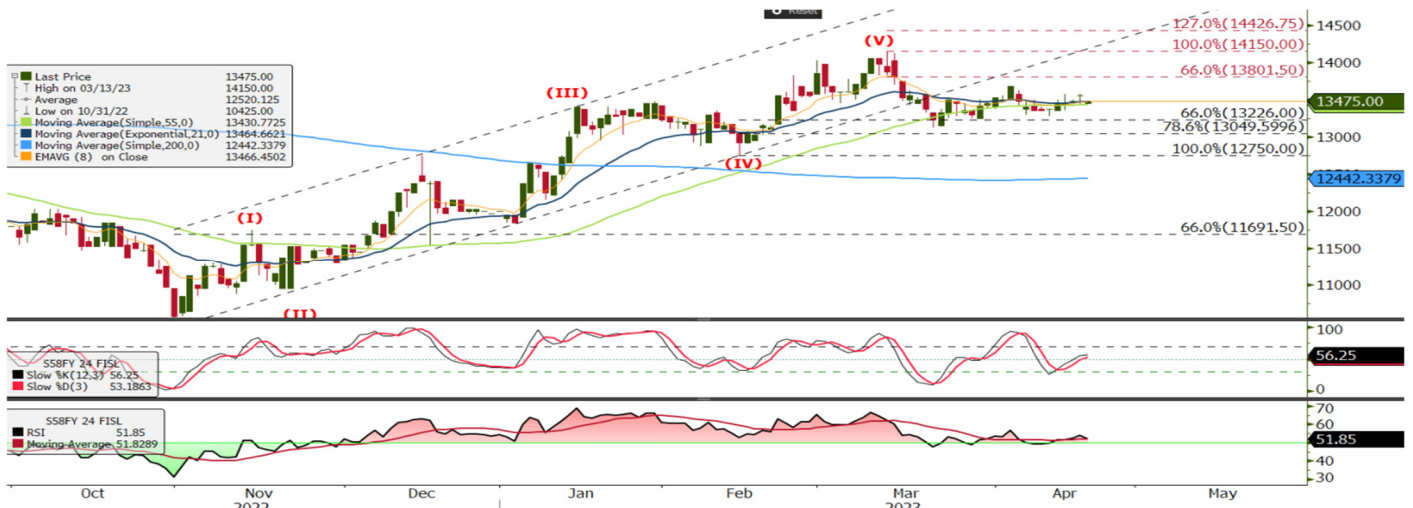 Reset
Last Price 13475.00
High on 03/13/23 14150.00
Average 12520.125
Low on 10/31/22 10425.00
Moving Average(Simple,55,0) 13430.7725
Moving Average(Exponential,21,0) 13464.6621
Moving Average(Simple,200,0) 12442.3379
EMAVG (8) on Close 13466.4502
(I)
(II)
(III)
(IV)
(V)
127.0%(14426.75)
100.0%(14150.00)
66.0%(13801.50)
66.0%(13226.00)
78.6%(13049.5996)
100.0%(12750.00)
66.0%(11691.50)
14500
14000
13475.00
13000
12442.3379
12000
11500
11000
S58FY 24 FISL
Slow %K(12,3) 56.25
Slow %D(3) 53.1863
100
56.25
0
S58FY 24 FISL
RSI 51.85
Moving Average 51.8289
70
60
51.85
40
30
Oct Nov Dec Jan Feb Mar Apr May
2022 2023